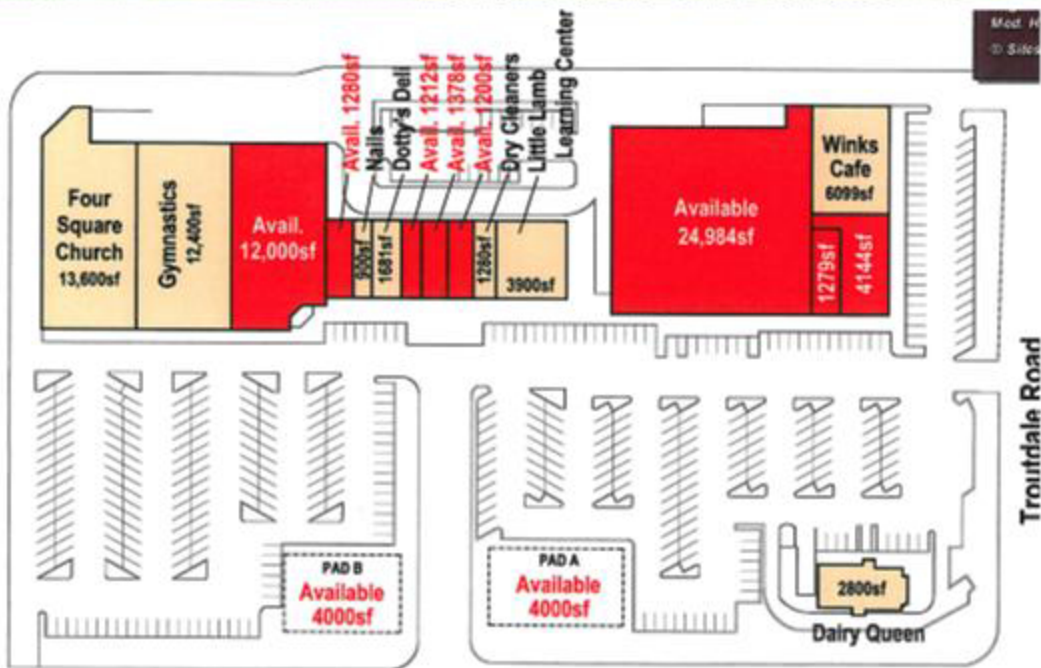 Mod. H
Sites
Avail. 1280sf
Nails
Dotty's Deli
Avail. 1212sf
Avail. 1378sf
Avail. 1200sf
Dry Cleaners
Little Lamb
Learning Center
Four
Square
Church
13,600sf
Gymnastics
12,400sf
Avail.
12,000sf
900sf
1681sf
1280sf
3900sf
Available
24,984sf
Winks
Cafe
6099sf
1279sf
4144sf
Troutdale Road
PAD B
Available
4000sf
PAD A
Available
4000sf
2800sf
Dairy Queen